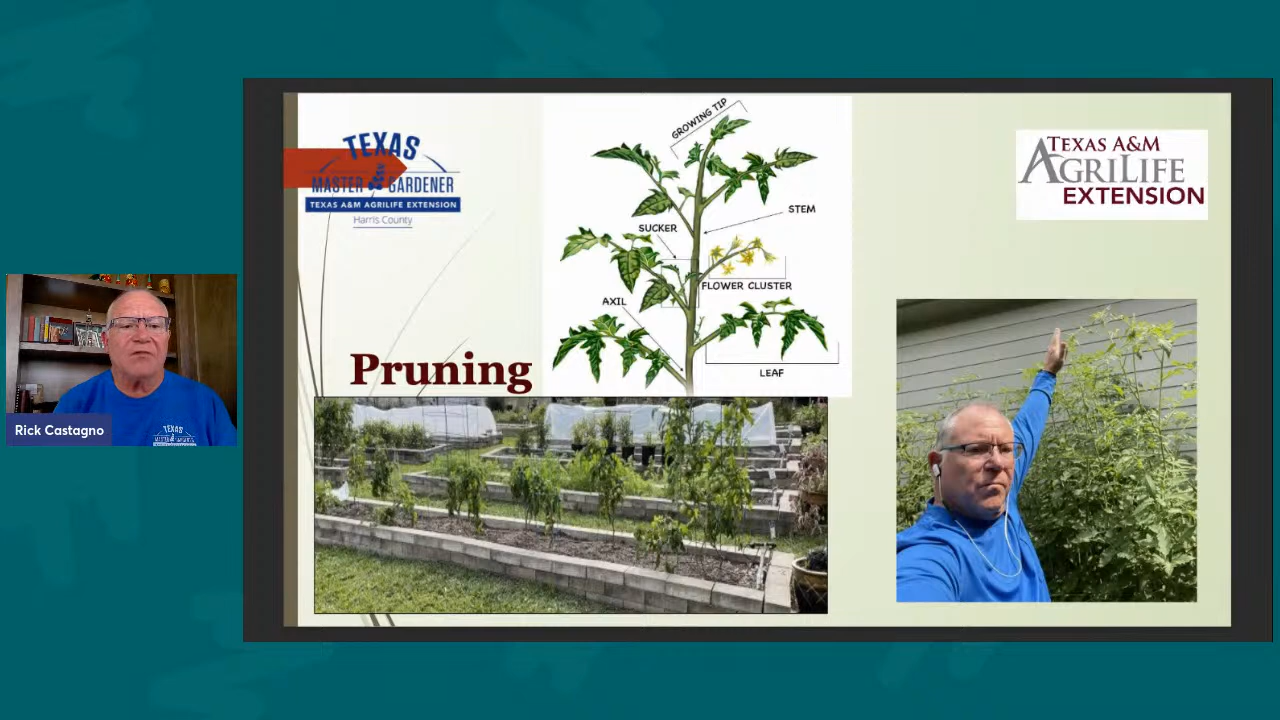 TEXAS
MASTER GARDENER
TEXAS A&M AGRILIFE EXTENSION
Harris County
Pruning
GROWING TIP
STEM
SUCKER
FLOWER CLUSTER
AXIL
LEAF
TEXAS A&M
AGRILIFE
EXTENSION
Rick Castagno
TEXAS